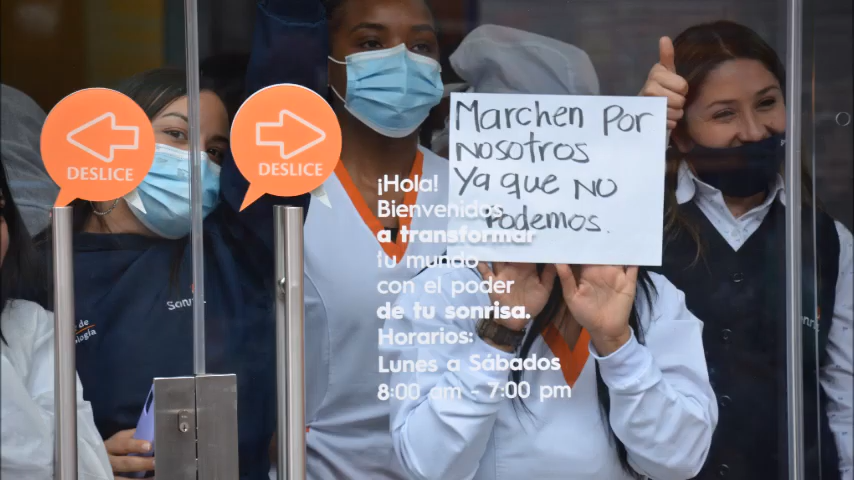 DESLICE
DESLICE
Marchen Por
Nosotros
Ya que NO
Podemos.
¡Hola!
Bienvenidos
a transformar
tu mundo
con el poder
de tu sonrisa.
Horarios:
Lunes a Sábados
8:00 am - 7:00 pm
de